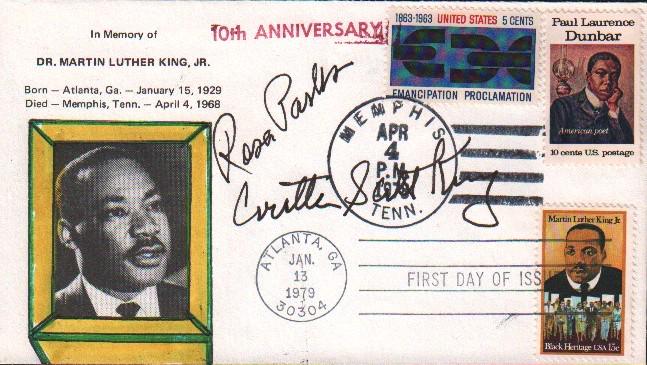 In Memory of
DR. MARTIN LUTHER KING, JR.
Born — Atlanta, Ga. — January 15, 1929
Died — Memphis, Tenn. — April 4, 1968
10th ANNIVERSARY
1863-1963 UNITED STATES 5 CENTS
EMANCIPATION PROCLAMATION
Paul Laurence
Dunbar
American poet
10 cents U.S. postage
Rosa Parks
Coretta Scott King
MEMPHIS
APR
4
P.M.
TENN.
ATLANTA, GA
JAN.
13
1979
30304
FIRST DAY OF ISS
Martin Luther King Jr.
Black Heritage USA 15c